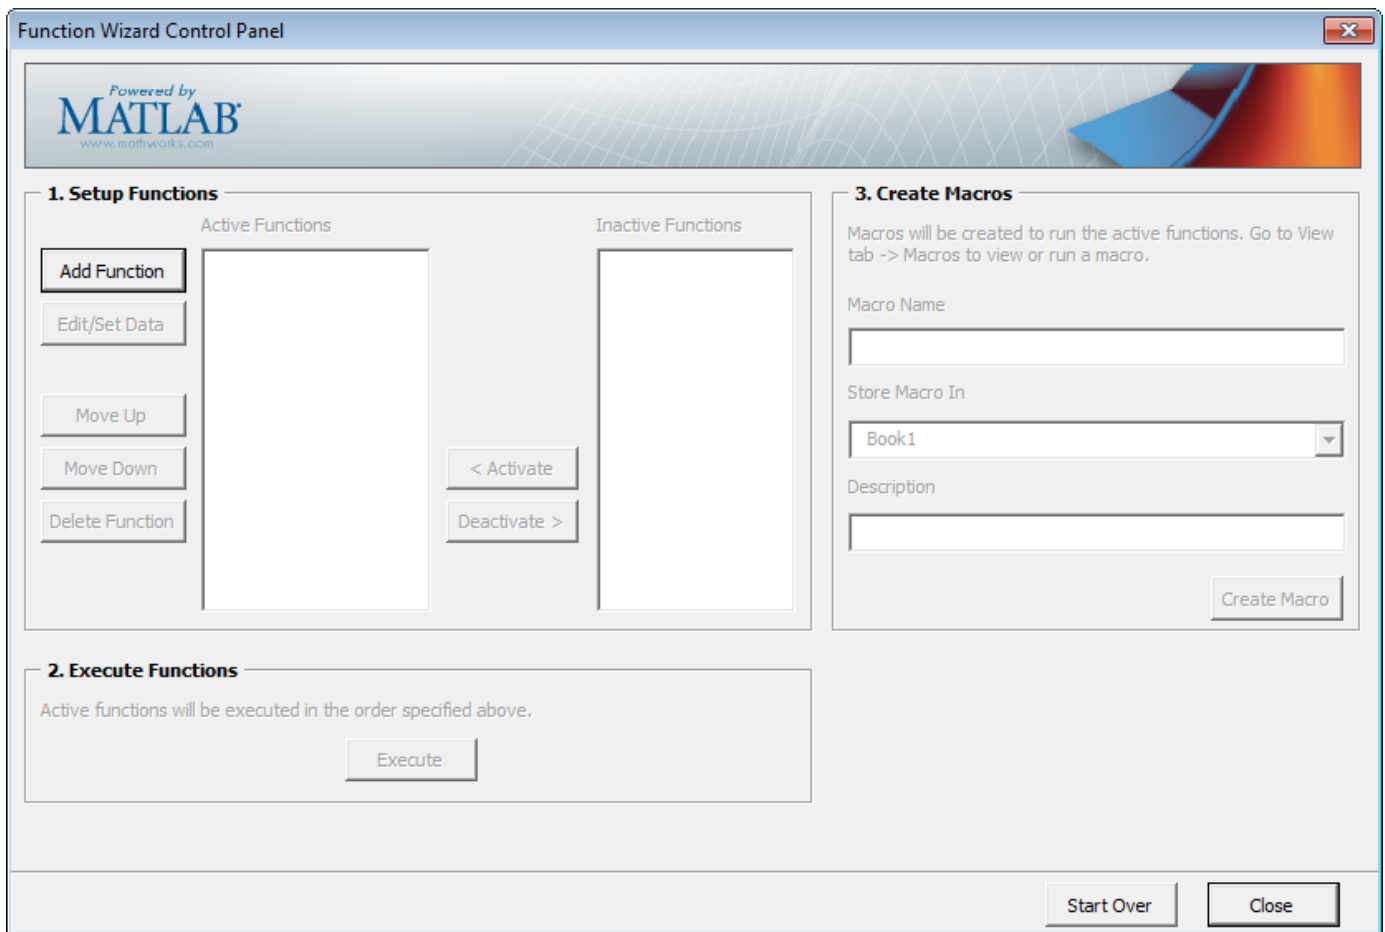 Function Wizard Control Panel
Powered by
MATLAB®
www.mathworks.com
1. Setup Functions
Active Functions
Inactive Functions
Add Function
Edit/Set Data
Move Up
Move Down
Delete Function
< Activate
Deactivate >
2. Execute Functions
Active functions will be executed in the order specified above.
Execute
3. Create Macros
Macros will be created to run the active functions. Go to View
tab -> Macros to view or run a macro.
Macro Name
Store Macro In
Book1
Description
Create Macro
Start Over
Close